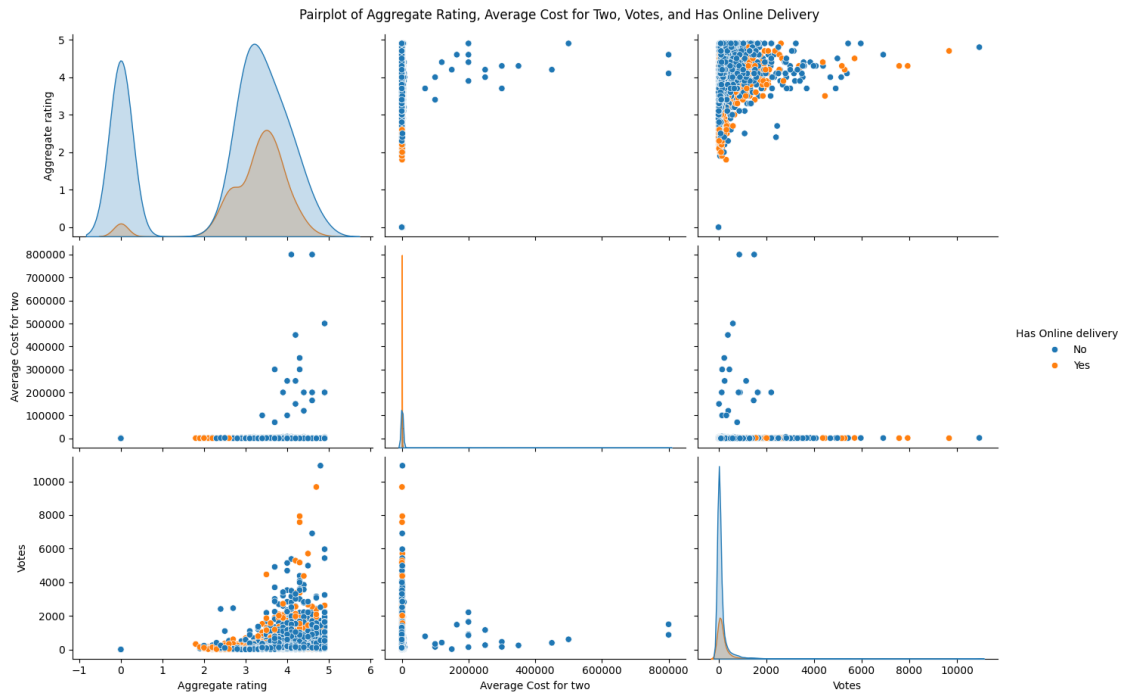 Pairplot of Aggregate Rating, Average Cost for Two, Votes, and Has Online Delivery
Aggregate rating
5
4
3
2
1
0
Average Cost for two
800000
700000
600000
500000
400000
300000
200000
100000
0
Has Online delivery
No
Yes
Votes
10000
8000
6000
4000
2000
0
−1 0 1 2 3 4 5 6
Aggregate rating
0 200000 400000 600000 800000
Average Cost for two
0 2000 4000 6000 8000 10000
Votes